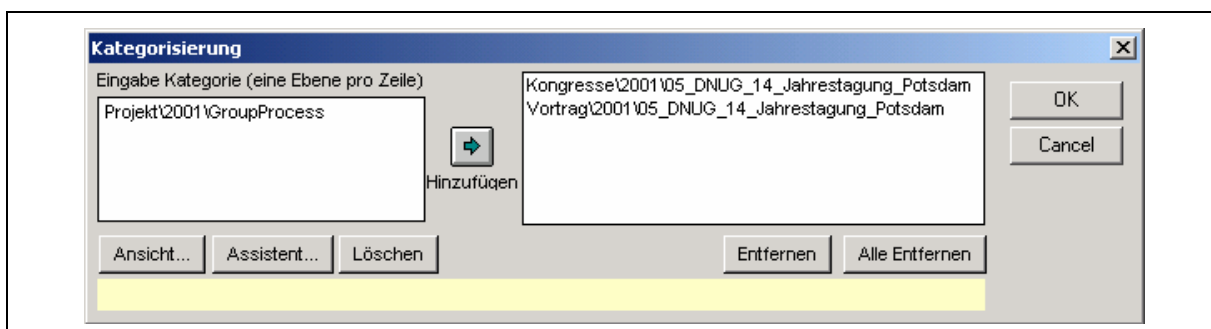 Kategorisierung
Eingabe Kategorie (eine Ebene pro Zeile)
Projekt\2001\GroupProcess
Hinzufügen
Kongresse\2001\05_DNUG_14_Jahrestagung_Potsdam
Vortrag\2001\05_DNUG_14_Jahrestagung_Potsdam
OK
Cancel
Ansicht...
Assistent...
Löschen
Entfernen
Alle Entfernen